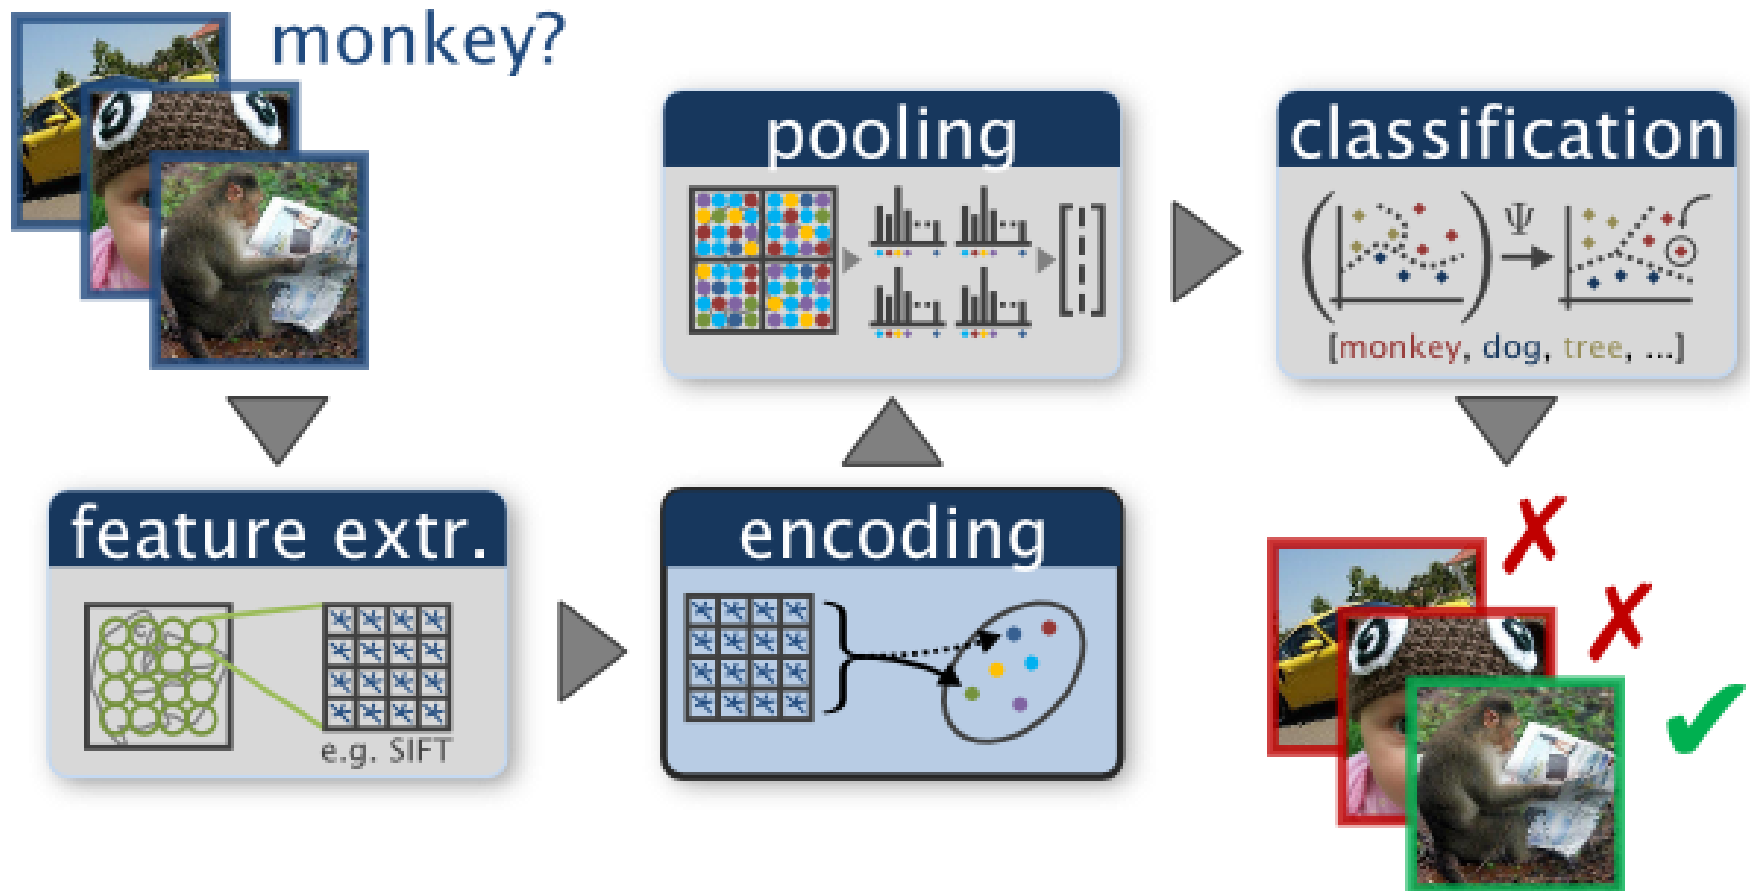 monkey?
feature extr.
e.g. SIFT
encoding
pooling
classification
Ψ
[monkey, dog, tree, ...]